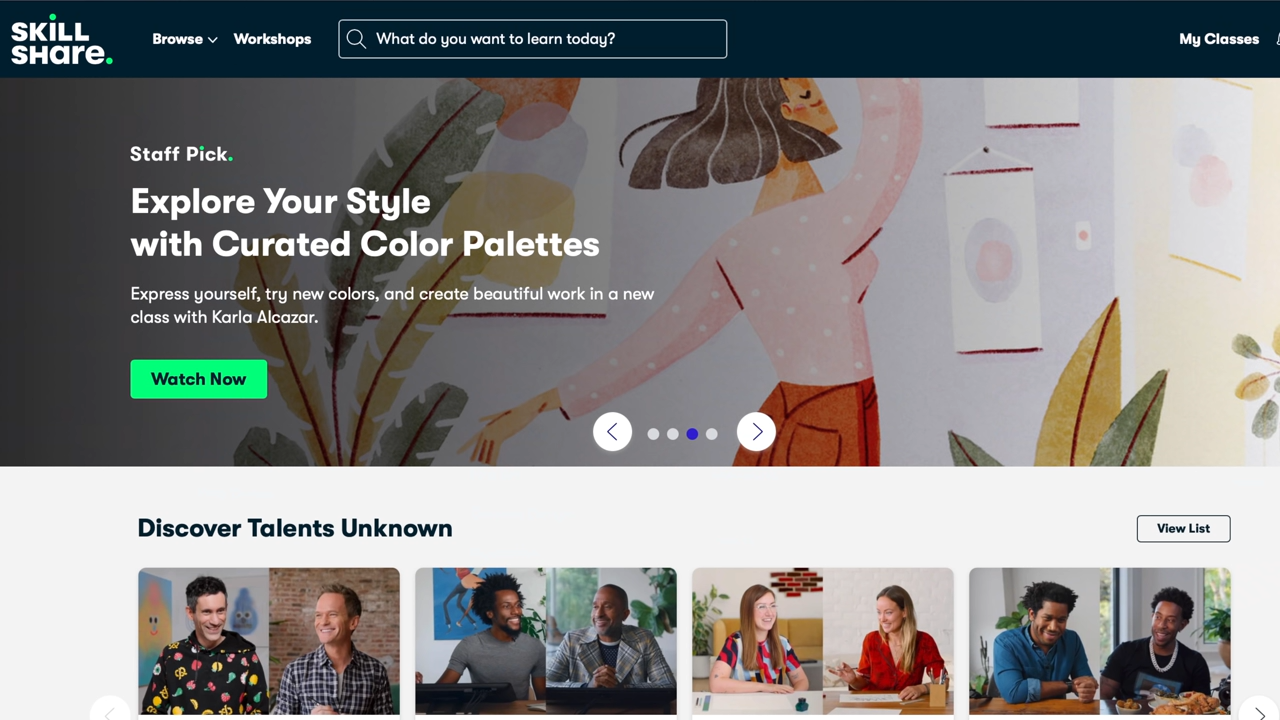 SKiLL
SHare.
Browse
Workshops
What do you want to learn today?
My Classes
Staff Pick.
Explore Your Style
with Curated Color Palettes
Express yourself, try new colors, and create beautiful work in a new
class with Karla Alcazar.
Watch Now
Discover Talents Unknown
View List